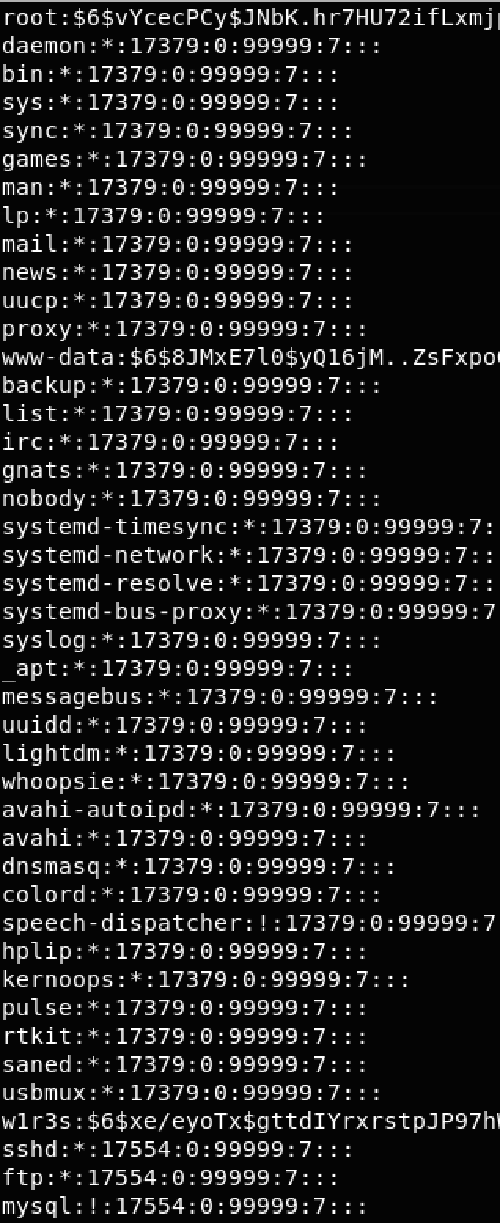 root:$6$vYcecPCy$JNbK.hr7HU72ifLxmjp
daemon:*:17379:0:99999:7:::
bin:*:17379:0:99999:7:::
sys:*:17379:0:99999:7:::
sync:*:17379:0:99999:7:::
games:*:17379:0:99999:7:::
man:*:17379:0:99999:7:::
lp:*:17379:0:99999:7:::
mail:*:17379:0:99999:7:::
news:*:17379:0:99999:7:::
uucp:*:17379:0:99999:7:::
proxy:*:17379:0:99999:7:::
www-data:$6$8JMxE7l0$yQ16jM..ZsFxpo
backup:*:17379:0:99999:7:::
list:*:17379:0:99999:7:::
irc:*:17379:0:99999:7:::
gnats:*:17379:0:99999:7:::
nobody:*:17379:0:99999:7:::
systemd-timesync:*:17379:0:99999:7:
systemd-network:*:17379:0:99999:7::
systemd-resolve:*:17379:0:99999:7::
systemd-bus-proxy:*:17379:0:99999:7
syslog:*:17379:0:99999:7:::
_apt:*:17379:0:99999:7:::
messagebus:*:17379:0:99999:7:::
uuidd:*:17379:0:99999:7:::
lightdm:*:17379:0:99999:7:::
whoopsie:*:17379:0:99999:7:::
avahi-autoipd:*:17379:0:99999:7:::
avahi:*:17379:0:99999:7:::
dnsmasq:*:17379:0:99999:7:::
colord:*:17379:0:99999:7:::
speech-dispatcher:!:17379:0:99999:7
hplip:*:17379:0:99999:7:::
kernoops:*:17379:0:99999:7:::
pulse:*:17379:0:99999:7:::
rtkit:*:17379:0:99999:7:::
saned:*:17379:0:99999:7:::
usbmux:*:17379:0:99999:7:::
w1r3s:$6$xe/eyoTx$gttdIYrxrstpJP97h
sshd:*:17554:0:99999:7:::
ftp:*:17554:0:99999:7:::
mysql:!:17554:0:99999:7:::